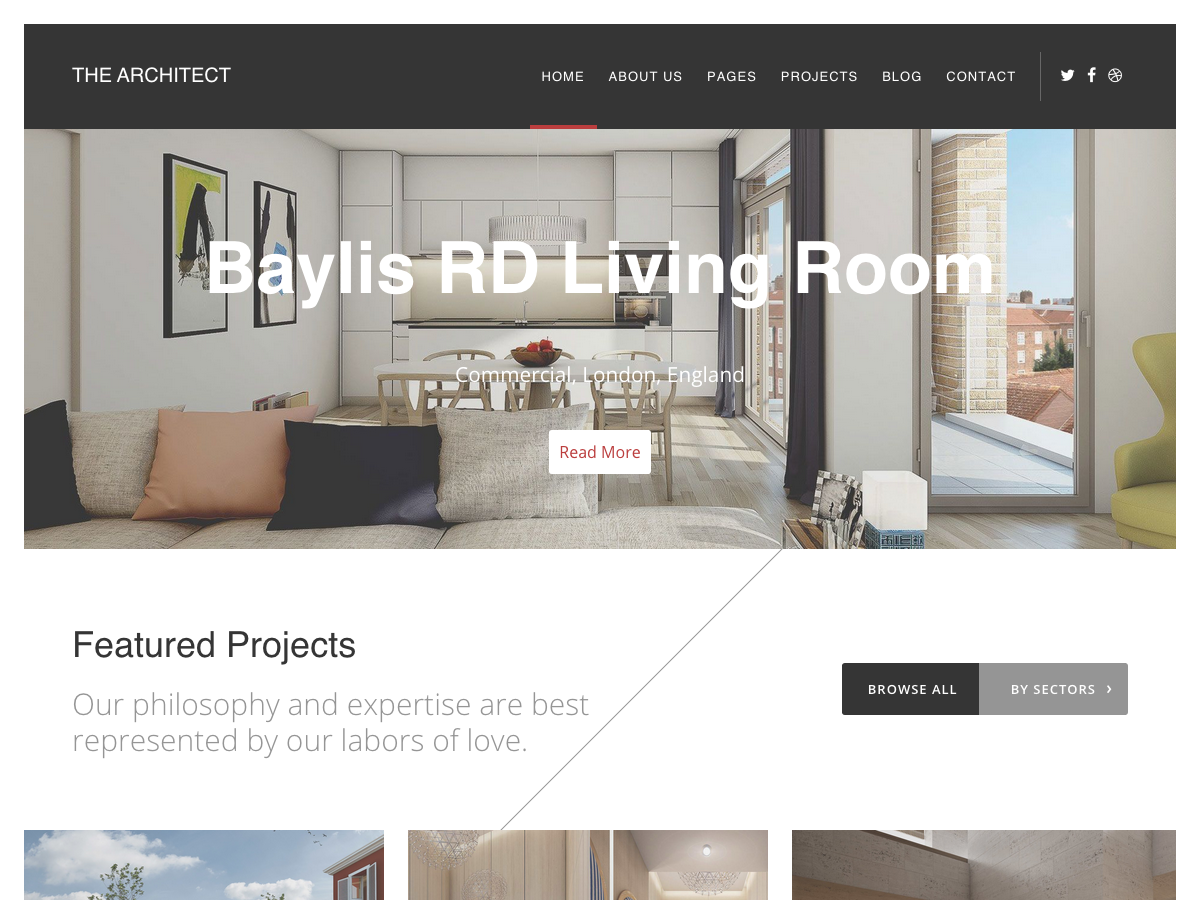 THE ARCHITECT
HOME ABOUT US PAGES PROJECTS BLOG CONTACT
Baylis RD Living Room
Commercial, London, England
Read More
Featured Projects
Our philosophy and expertise are best
represented by our labors of love.
BROWSE ALL BY SECTORS ›